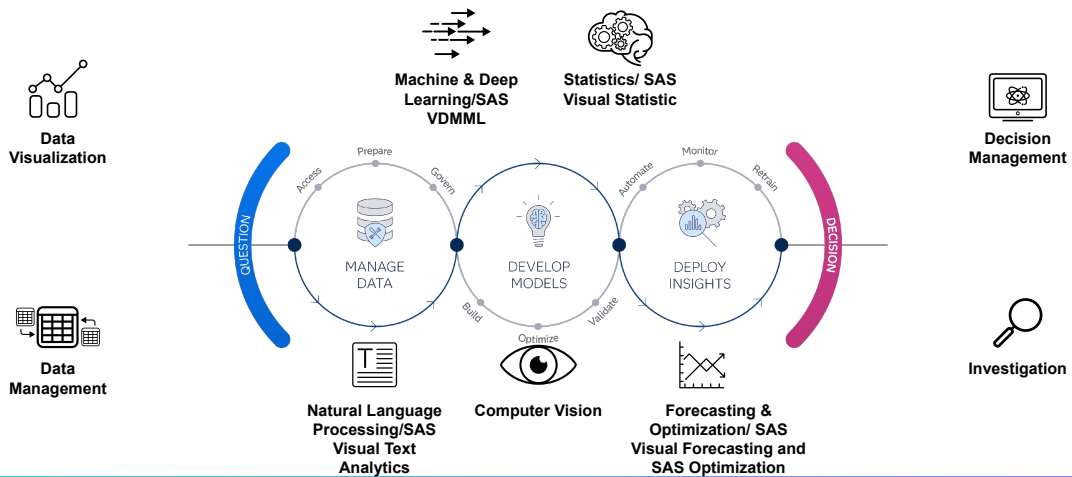 Machine & Deep
Learning/SAS
VDMML
Statistics/ SAS
Visual Statistic
Data
Visualization
Decision
Management
QUESTION
Access
Prepare
Govern
MANAGE
DATA
DEVELOP
MODELS
Build
Optimize
Validate
Automate
Monitor
Retrain
DEPLOY
INSIGHTS
DECISION
Data
Management
T
Natural Language
Processing/SAS
Visual Text
Analytics
Computer Vision
Forecasting &
Optimization/ SAS
Visual Forecasting and
SAS Optimization
Investigation